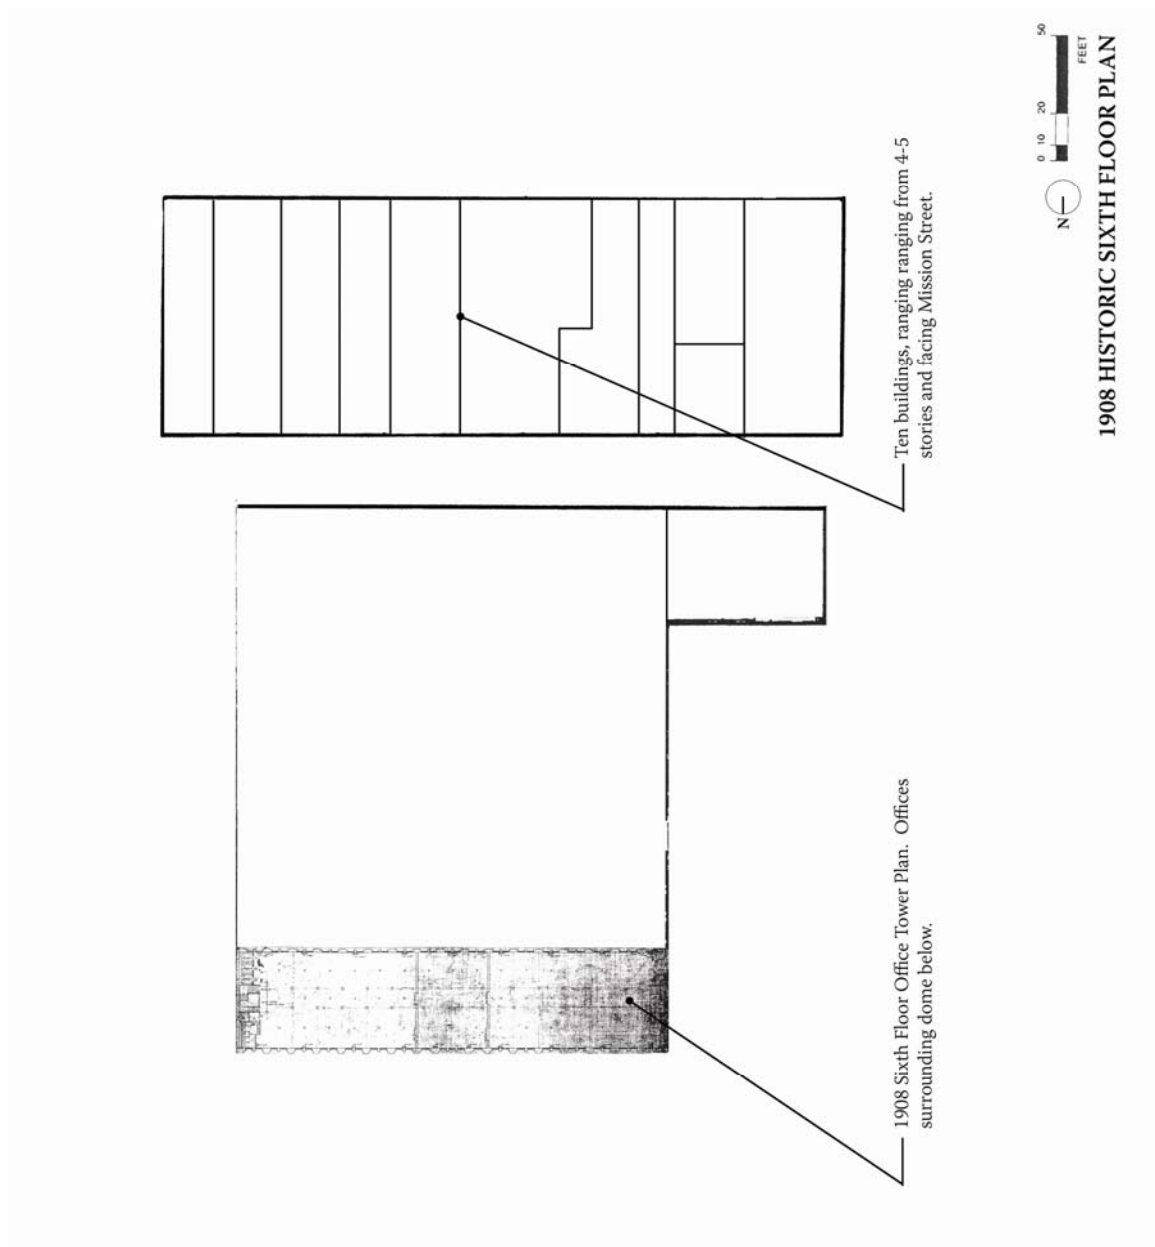 Ten buildings, ranging ranging from 4-5
stories and facing Mission Street.
1908 Sixth Floor Office Tower Plan. Offices
surrounding dome below.
N
0 10 20 50
FEET
1908 HISTORIC SIXTH FLOOR PLAN